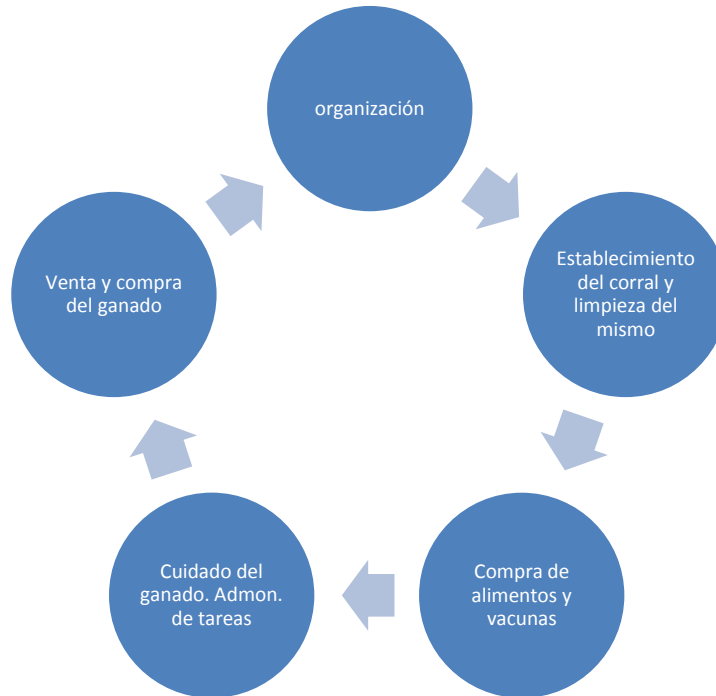 organización
Establecimiento
del corral y
limpieza del
mismo
Compra de
alimentos y
vacunas
Cuidado del
ganado. Admon.
de tareas
Venta y compra
del ganado